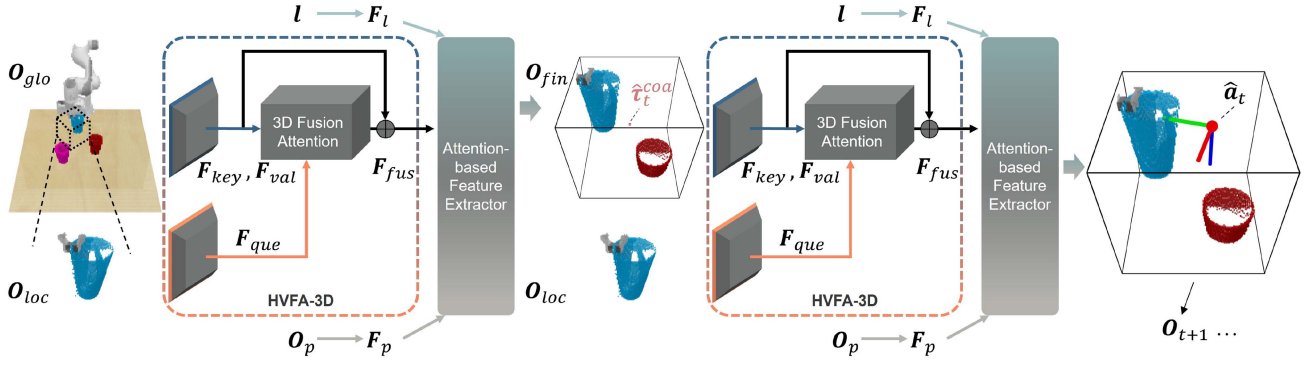 l → F_l
O_glo
3D Fusion
Attention
F_key , F_val
F_fus
F_que
HVFA-3D
O_loc
O_p → F_p
Attention-
based
Feature
Extractor
O_fin
τ̂_t^coa
O_loc
l → F_l
3D Fusion
Attention
F_key , F_val
F_fus
F_que
HVFA-3D
O_p → F_p
Attention-
based
Feature
Extractor
â_t
O_t+1 ...